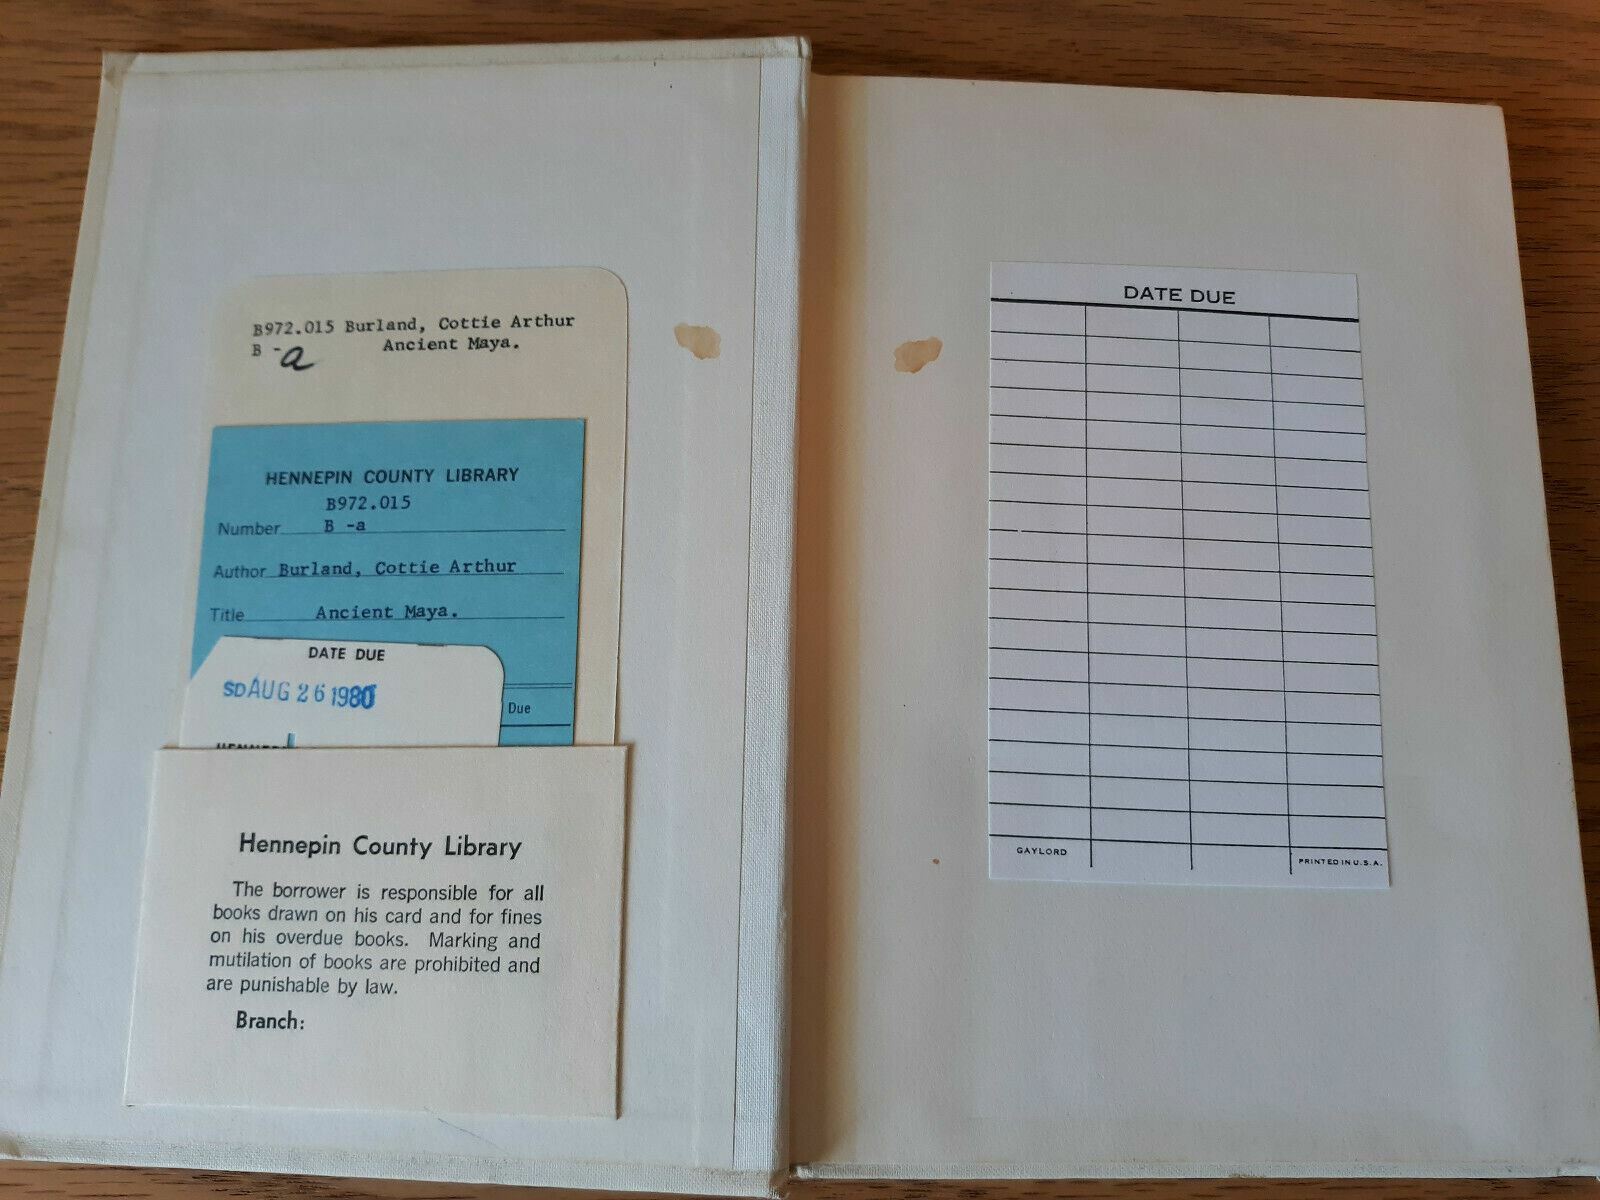 B972.015 Burland, Cottie Arthur
B -a Ancient Maya.
HENNEPIN COUNTY LIBRARY
B972.015
Number B -a
Author Burland, Cottie Arthur
Title Ancient Maya.
DATE DUE
SD AUG 26 1980
Due
Hennepin County Library
The borrower is responsible for all
books drawn on his card and for fines
on his overdue books. Marking and
mutilation of books are prohibited and
are punishable by law.
Branch:
DATE DUE
GAYLORD
PRINTED IN U.S.A.